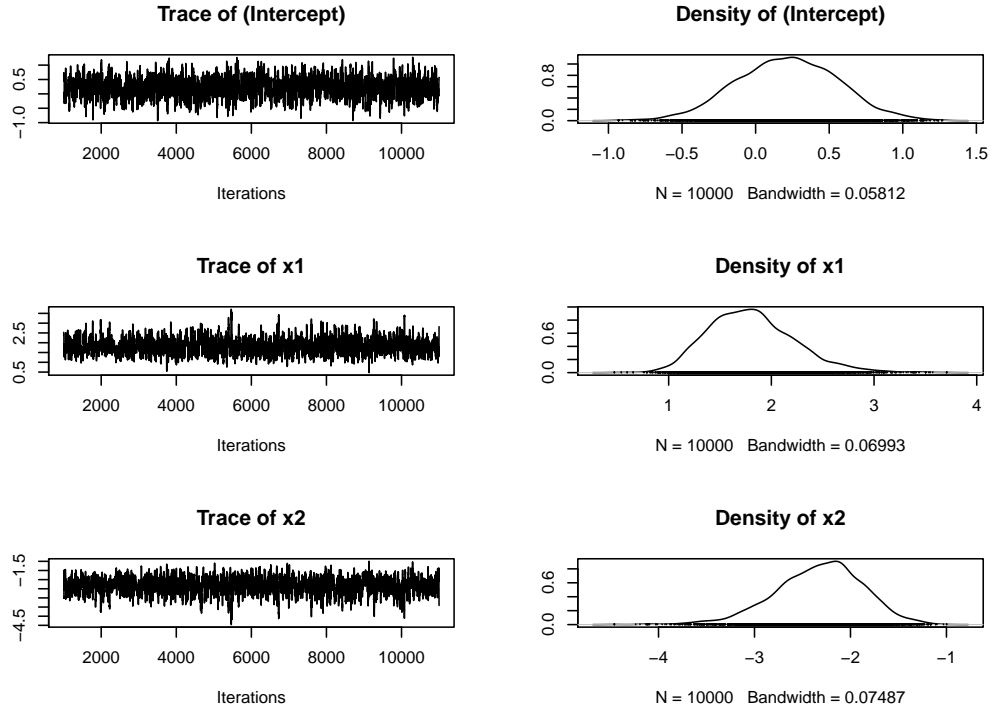 Trace of (Intercept)
0.5
−1.0
2000 4000 6000 8000 10000
Iterations
Density of (Intercept)
0.8
0.0
−1.0 −0.5 0.0 0.5 1.0 1.5
N = 10000 Bandwidth = 0.05812
Trace of x1
2.5
0.5
2000 4000 6000 8000 10000
Iterations
Density of x1
0.6
0.0
1 2 3 4
N = 10000 Bandwidth = 0.06993
Trace of x2
−1.5
−4.5
2000 4000 6000 8000 10000
Iterations
Density of x2
0.6
0.0
−4 −3 −2 −1
N = 10000 Bandwidth = 0.07487